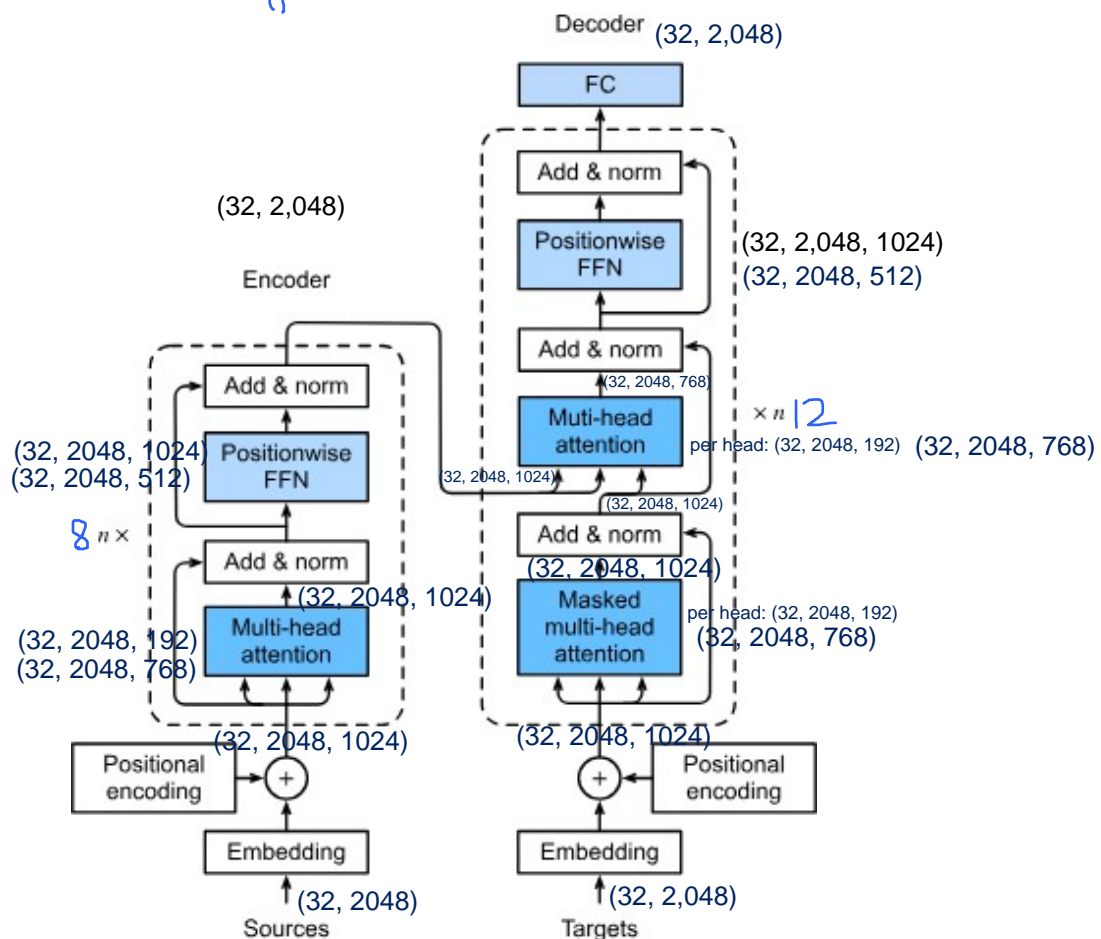 Decoder (32, 2,048)
FC
Add & norm
Positionwise
FFN
(32, 2,048, 1024)
(32, 2048, 512)
Add & norm
(32, 2048, 768)
Muti-head
attention
× n 12
per head: (32, 2048, 192) (32, 2048, 768)
(32, 2048, 1024)
(32, 2048, 1024)
Add & norm
(32, 2048, 1024)
Masked
multi-head
attention
per head: (32, 2048, 192)
(32, 2048, 768)
(32, 2048, 1024)
Positional
encoding
+
Embedding
(32, 2,048)
Targets
(32, 2,048)
Encoder
Add & norm
Positionwise
FFN
(32, 2048, 1024)
(32, 2048, 512)
8 n ×
Add & norm
(32, 2048, 1024)
Multi-head
attention
(32, 2048, 192)
(32, 2048, 768)
(32, 2048, 1024)
Positional
encoding
+
Embedding
(32, 2048)
Sources